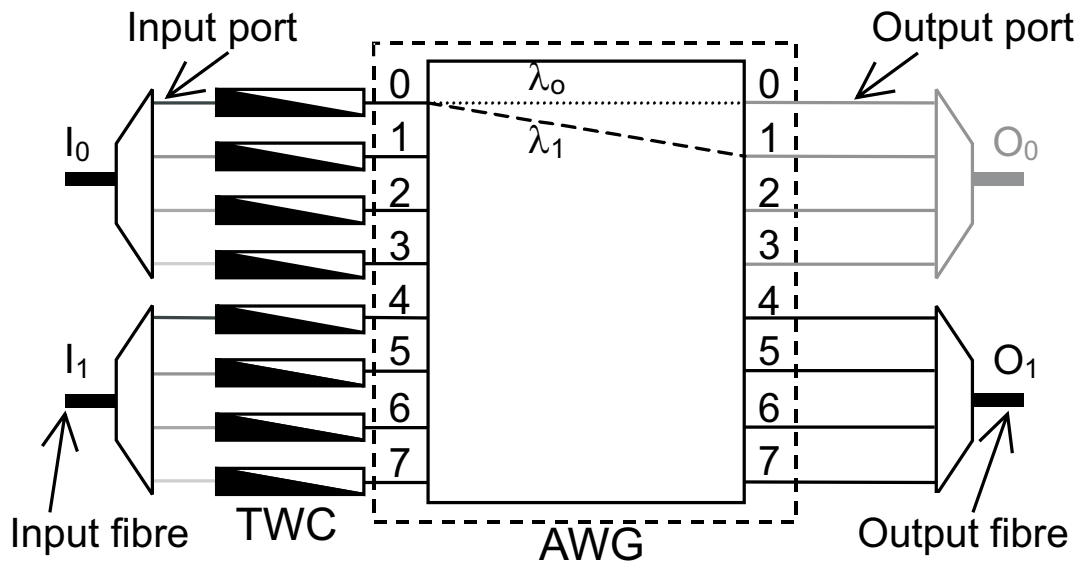 Input port
Output port
0
λo
0
1
λ1
1
I0
O0
2
2
3
3
4
4
I1
5
5
O1
6
6
7
7
Input fibre
TWC
AWG
Output fibre